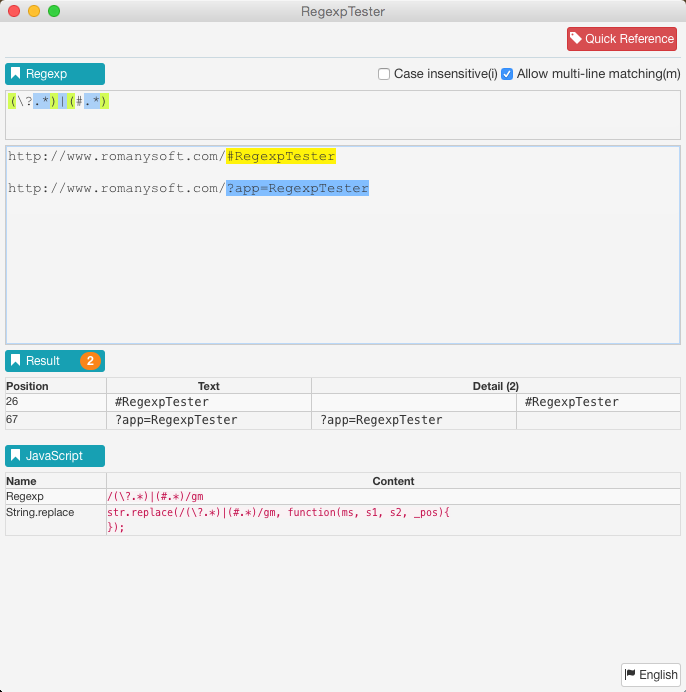 RegexpTester
Quick Reference
Regexp
Case insensitive(i) Allow multi-line matching(m)
(\?.*)|(#.*)
http://www.romanysoft.com/#RegexpTester
http://www.romanysoft.com/?app=RegexpTester
Result 2
Position Text Detail (2)
26 #RegexpTester #RegexpTester
67 ?app=RegexpTester ?app=RegexpTester
JavaScript
Name Content
Regexp /(\?.*)|(#.*)/gm
String.replace str.replace(/(\?.*)|(#.*)/gm, function(ms, s1, s2, _pos){
});
English